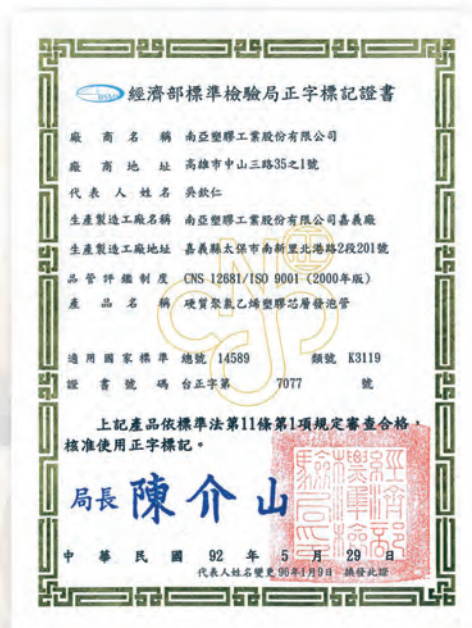 經濟部標準檢驗局正字標記證書
廠商名稱 南亞塑膠工業股份有限公司
廠商地址 高雄市中山三路35之1號
代表人姓名 吳欽仁
生產製造工廠名稱 南亞塑膠工業股份有限公司嘉義廠
生產製造工廠地址 嘉義縣太保市南新里北港路2段201號
品管評鑑制度 CNS 12681/ISO 9001 (2000年版)
產品名稱 硬質聚氯乙烯塑膠芯層發泡管
適用國家標準 總號 14589 類號 K3119
證書號碼 台正字第 7077 號
上記產品依標準法第11條第1項規定審查合格，
核准使用正字標記。
局長 陳介山
經濟部標準檢驗局印
中華民國 92 年 5 月 29 日
代表人姓名變更96年1月9日 換發此證